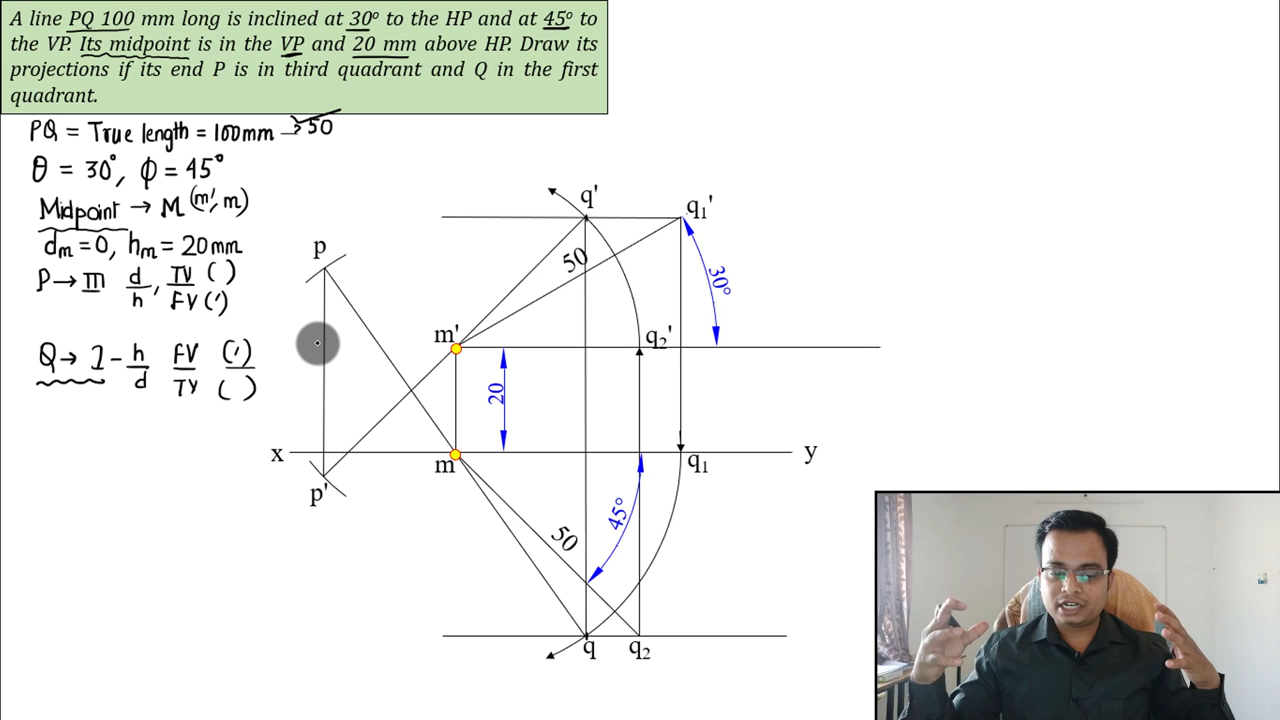 A line PQ 100 mm long is inclined at 30° to the HP and at 45° to
the VP. Its midpoint is in the VP and 20 mm above HP. Draw its
projections if its end P is in third quadrant and Q in the first
quadrant.
PQ = True length = 100mm → 50
θ = 30°, ϕ = 45°
Midpoint → M (m', m)
dm = 0, hm = 20mm
P → III d/h, TV ( ) / FV (')
Q → I - h/d FV (') / TV ( )
q'
q1'
50
30°
p
m'
q2'
20
x
m
q1
y
p'
45°
50
q
q2